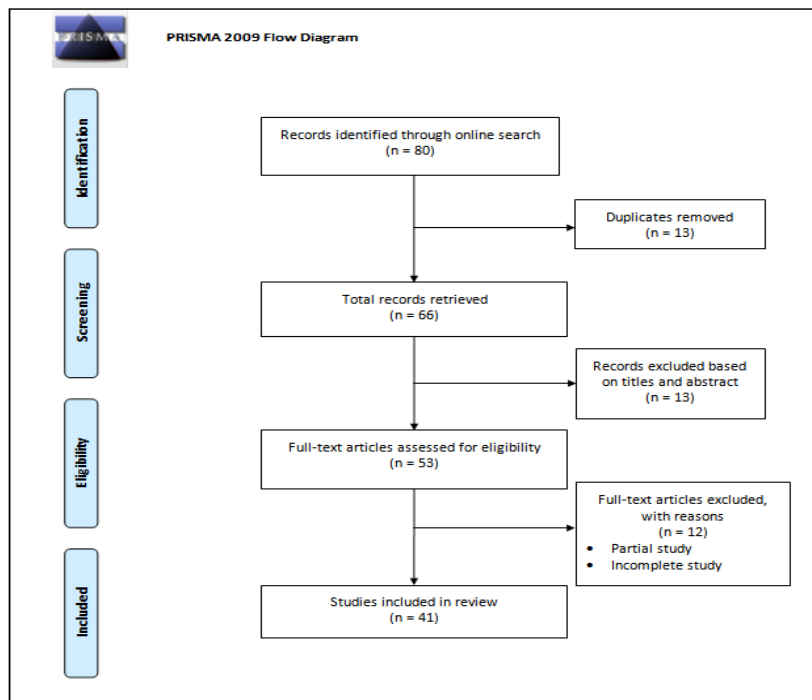 PRISMA
PRISMA 2009 Flow Diagram
Identification
Records identified through online search
(n = 80)
Duplicates removed
(n = 13)
Screening
Total records retrieved
(n = 66)
Records excluded based
on titles and abstract
(n = 13)
Eligibility
Full-text articles assessed for eligibility
(n = 53)
Full-text articles excluded,
with reasons
(n = 12)
• Partial study
• Incomplete study
Included
Studies included in review
(n = 41)